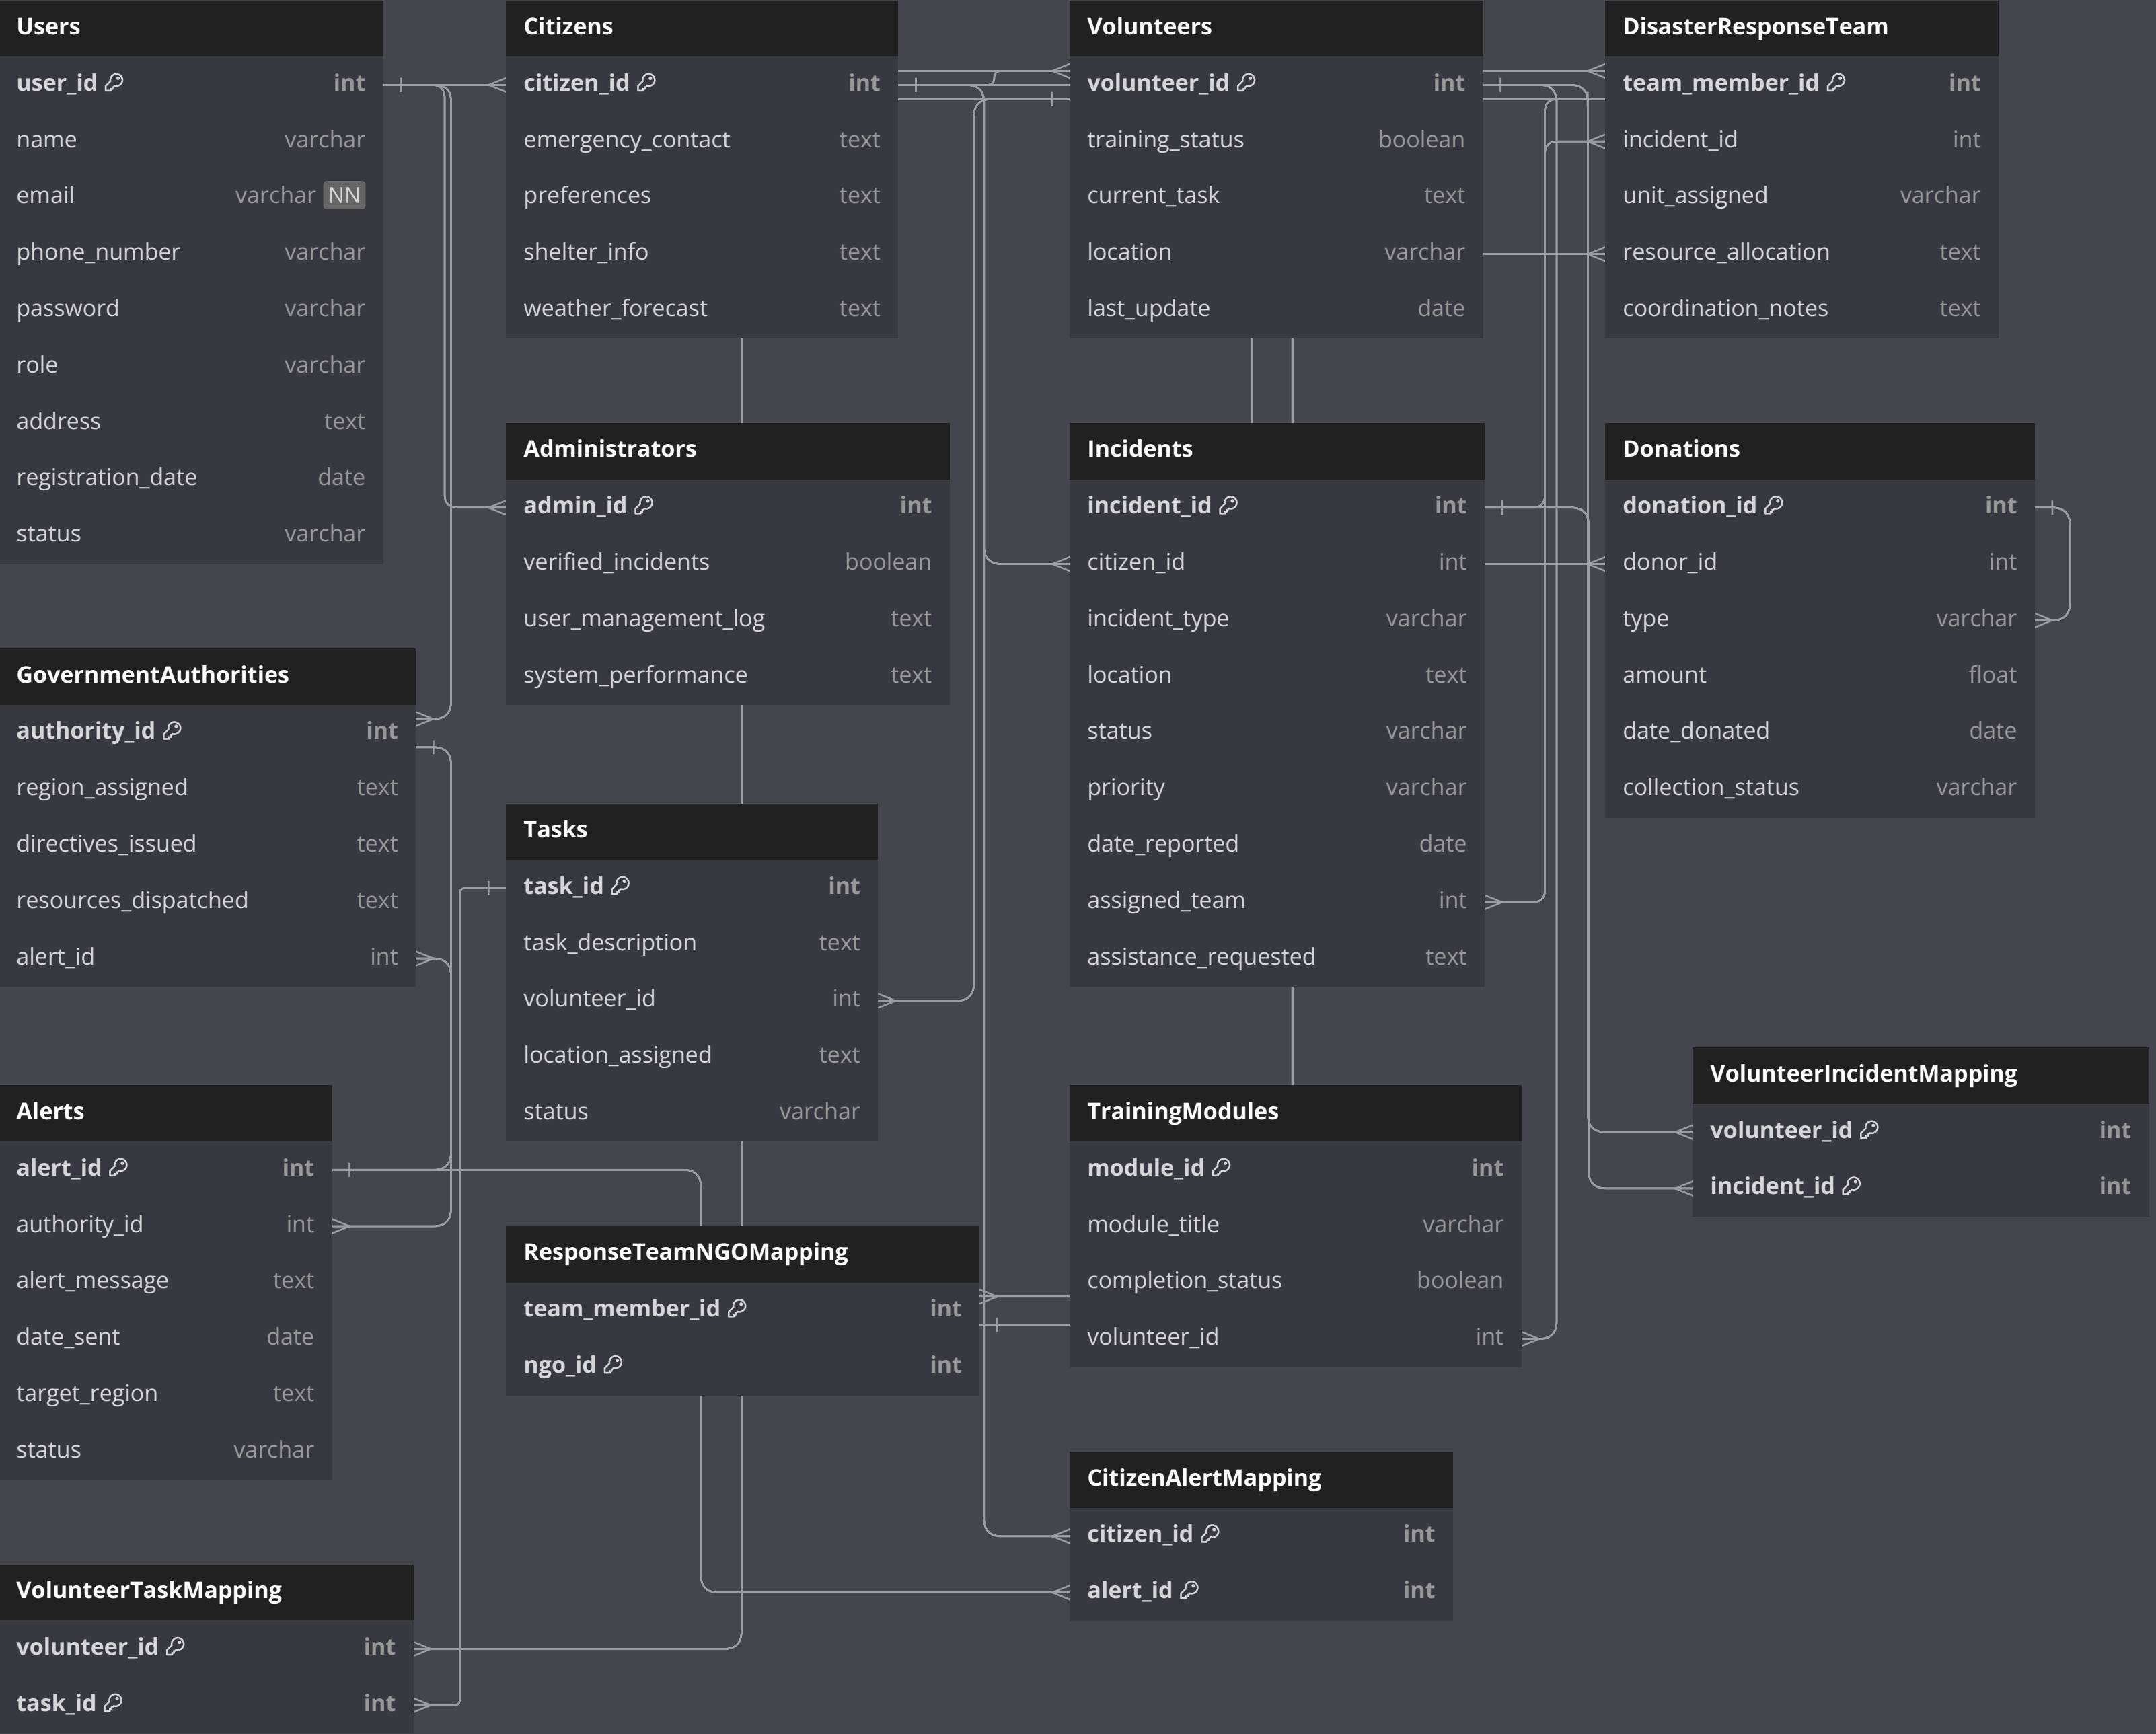 Users
user_id int
name varchar
email varchar NN
phone_number varchar
password varchar
role varchar
address text
registration_date date
status varchar
Citizens
citizen_id int
emergency_contact text
preferences text
shelter_info text
weather_forecast text
Volunteers
volunteer_id int
training_status boolean
current_task text
location varchar
last_update date
DisasterResponseTeam
team_member_id int
incident_id int
unit_assigned varchar
resource_allocation text
coordination_notes text
Administrators
admin_id int
verified_incidents boolean
user_management_log text
system_performance text
Incidents
incident_id int
citizen_id int
incident_type varchar
location text
status varchar
priority varchar
date_reported date
assigned_team int
assistance_requested text
Donations
donation_id int
donor_id int
type varchar
amount float
date_donated date
collection_status varchar
GovernmentAuthorities
authority_id int
region_assigned text
directives_issued text
resources_dispatched text
alert_id int
Tasks
task_id int
task_description text
volunteer_id int
location_assigned text
status varchar
Alerts
alert_id int
authority_id int
alert_message text
date_sent date
target_region text
status varchar
ResponseTeamNGOMapping
team_member_id int
ngo_id int
TrainingModules
module_id int
module_title varchar
completion_status boolean
volunteer_id int
VolunteerIncidentMapping
volunteer_id int
incident_id int
CitizenAlertMapping
citizen_id int
alert_id int
VolunteerTaskMapping
volunteer_id int
task_id int